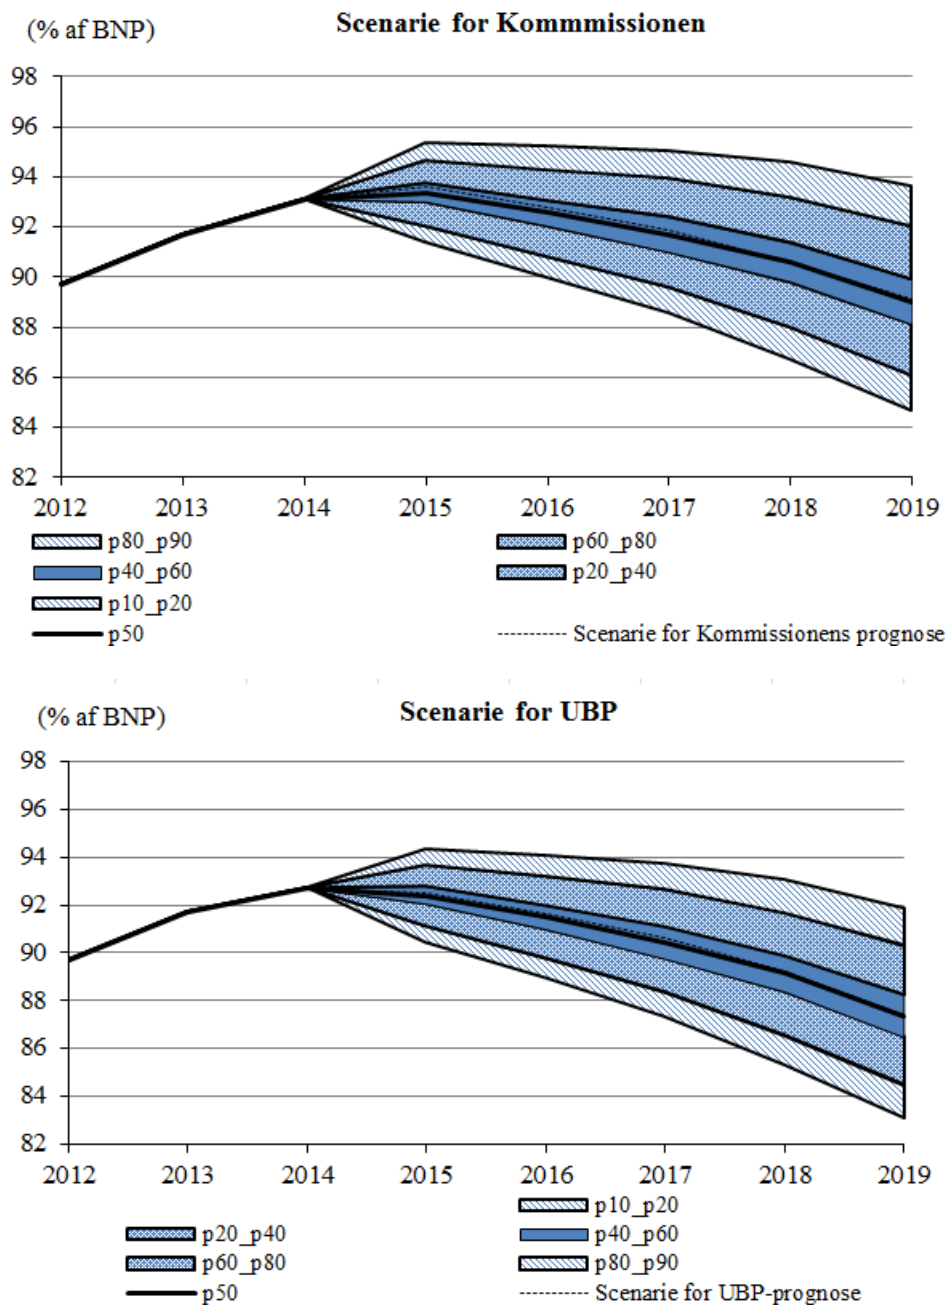 Scenarie for Kommmissionen
(% af BNP)
98
96
94
92
90
88
86
84
82
2012 2013 2014 2015 2016 2017 2018 2019
p80_p90 p60_p80
p40_p60 p20_p40
p10_p20
p50 Scenarie for Kommissionens prognose
Scenarie for UBP
(% af BNP)
98
96
94
92
90
88
86
84
82
2012 2013 2014 2015 2016 2017 2018 2019
p10_p20
p20_p40 p40_p60
p60_p80 p80_p90
p50 Scenarie for UBP-prognose